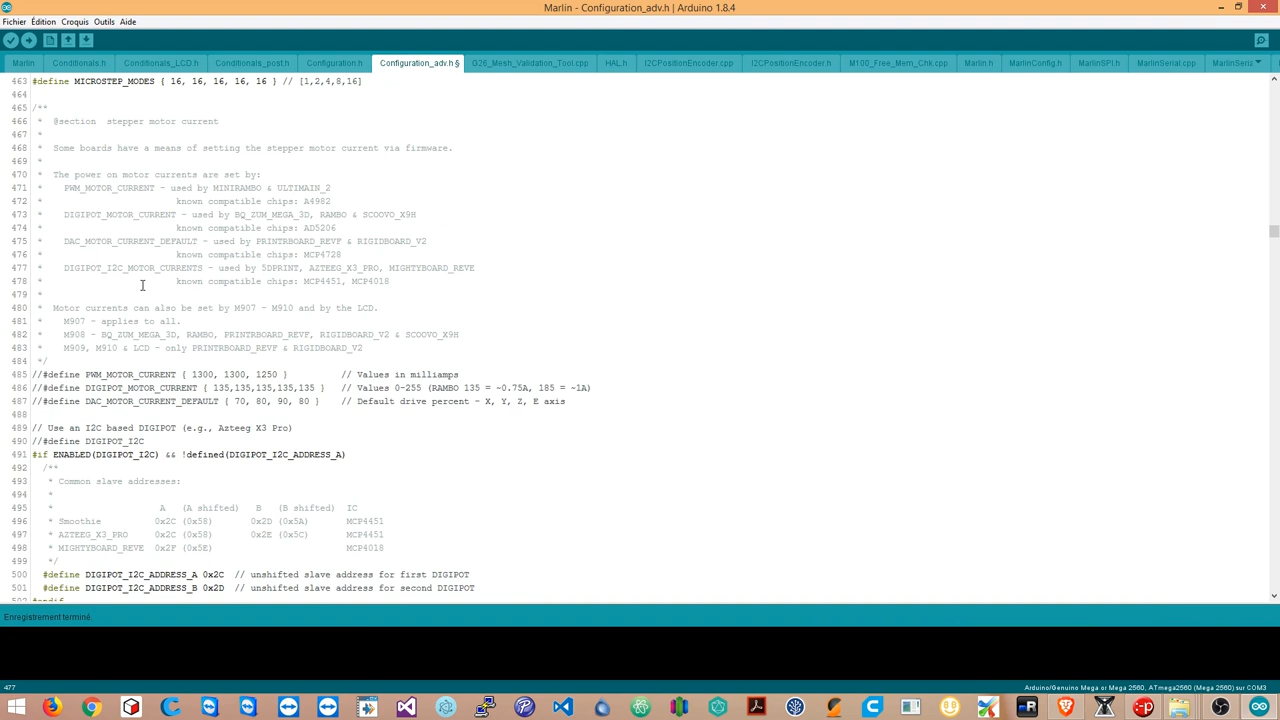 Marlin - Configuration_adv.h | Arduino 1.8.4
Fichier Édition Croquis Outils Aide
Marlin Conditionals.h Conditionals_LCD.h Conditionals_post.h Configuration.h Configuration_adv.h § G26_Mesh_Validation_Tool.cpp HAL.h I2CPositionEncoder.cpp I2CPositionEncoder.h M100_Free_Mem_Chk.cpp Marlin.h MarlinConfig.h MarlinSPI.h MarlinSerial.cpp MarlinSeria
463 #define MICROSTEP_MODES { 16, 16, 16, 16, 16 } // [1,2,4,8,16]
464
465 /**
466 * @section stepper motor current
467 *
468 * Some boards have a means of setting the stepper motor current via firmware.
469 *
470 * The power on motor currents are set by:
471 * PWM_MOTOR_CURRENT - used by MINIRAMBO & ULTIMAIN_2
472 * known compatible chips: A4982
473 * DIGIPOT_MOTOR_CURRENT - used by BQ_ZUM_MEGA_3D, RAMBO & SCOOVO_X9H
474 * known compatible chips: AD5206
475 * DAC_MOTOR_CURRENT_DEFAULT - used by PRINTRBOARD_REVF & RIGIDBOARD_V2
476 * known compatible chips: MCP4728
477 * DIGIPOT_I2C_MOTOR_CURRENTS - used by 5DPRINT, AZTEEG_X3_PRO, MIGHTYBOARD_REVE
478 * known compatible chips: MCP4451, MCP4018
479 *
480 * Motor currents can also be set by M907 - M910 and by the LCD.
481 * M907 - applies to all.
482 * M908 - BQ_ZUM_MEGA_3D, RAMBO, PRINTRBOARD_REVF, RIGIDBOARD_V2 & SCOOVO_X9H
483 * M909, M910 & LCD - only PRINTRBOARD_REVF & RIGIDBOARD_V2
484 */
485 //#define PWM_MOTOR_CURRENT { 1300, 1300, 1250 } // Values in milliamps
486 //#define DIGIPOT_MOTOR_CURRENT { 135,135,135,135,135 } // Values 0-255 (RAMBO 135 = ~0.75A, 185 = ~1A)
487 //#define DAC_MOTOR_CURRENT_DEFAULT { 70, 80, 90, 80 } // Default drive percent - X, Y, Z, E axis
488
489 // Use an I2C based DIGIPOT (e.g., Azteeg X3 Pro)
490 //#define DIGIPOT_I2C
491 #if ENABLED(DIGIPOT_I2C) && !defined(DIGIPOT_I2C_ADDRESS_A)
492 /**
493 * Common slave addresses:
494 *
495 * A (A shifted) B (B shifted) IC
496 * Smoothie 0x2C (0x58) 0x2D (0x5A) MCP4451
497 * AZTEEG_X3_PRO 0x2C (0x58) 0x2E (0x5C) MCP4451
498 * MIGHTYBOARD_REVE 0x2F (0x5E) MCP4018
499 */
500 #define DIGIPOT_I2C_ADDRESS_A 0x2C // unshifted slave address for first DIGIPOT
501 #define DIGIPOT_I2C_ADDRESS_B 0x2D // unshifted slave address for second DIGIPOT
502 #endif
Enregistrement terminé.
477 Arduino/Genuino Mega or Mega 2560, ATmega2560 (Mega 2560) sur COM3